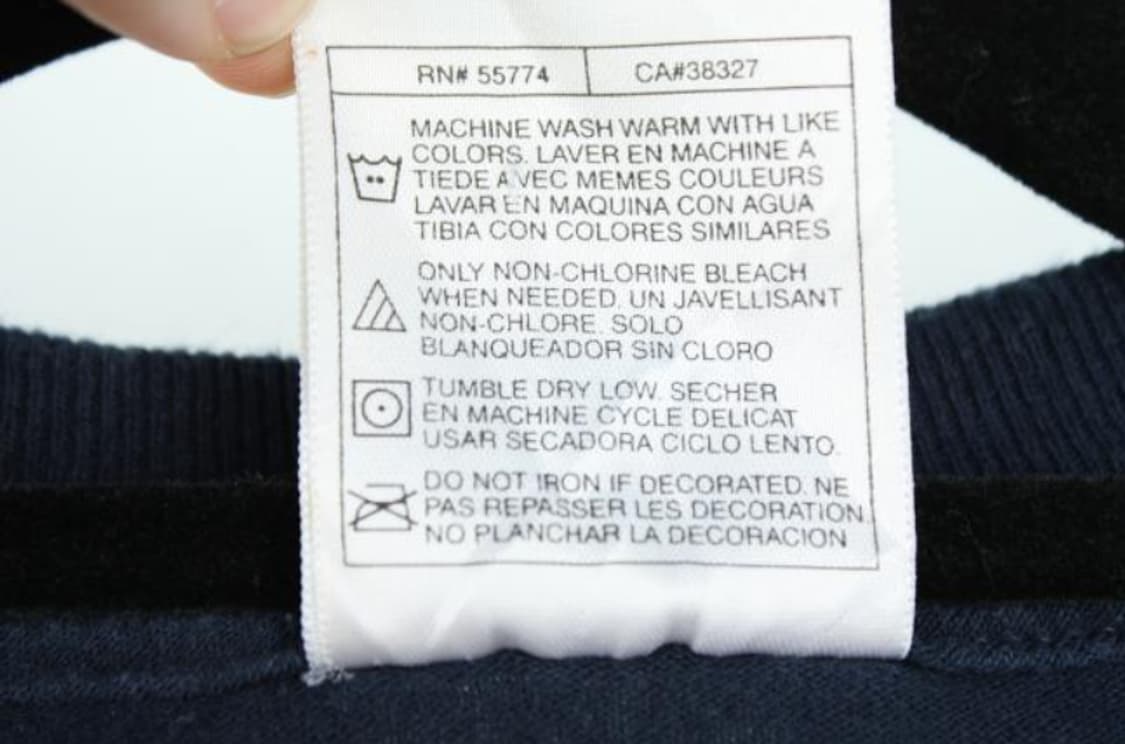 RN# 55774 CA#38327
MACHINE WASH WARM WITH LIKE
COLORS. LAVER EN MACHINE A
TIEDE AVEC MEMES COULEURS
LAVAR EN MAQUINA CON AGUA
TIBIA CON COLORES SIMILARES
ONLY NON-CHLORINE BLEACH
WHEN NEEDED. UN JAVELLISANT
NON-CHLORE. SOLO
BLANQUEADOR SIN CLORO
TUMBLE DRY LOW. SECHER
EN MACHINE CYCLE DELICAT
USAR SECADORA CICLO LENTO.
DO NOT IRON IF DECORATED. NE
PAS REPASSER LES DECORATION.
NO PLANCHAR LA DECORACION